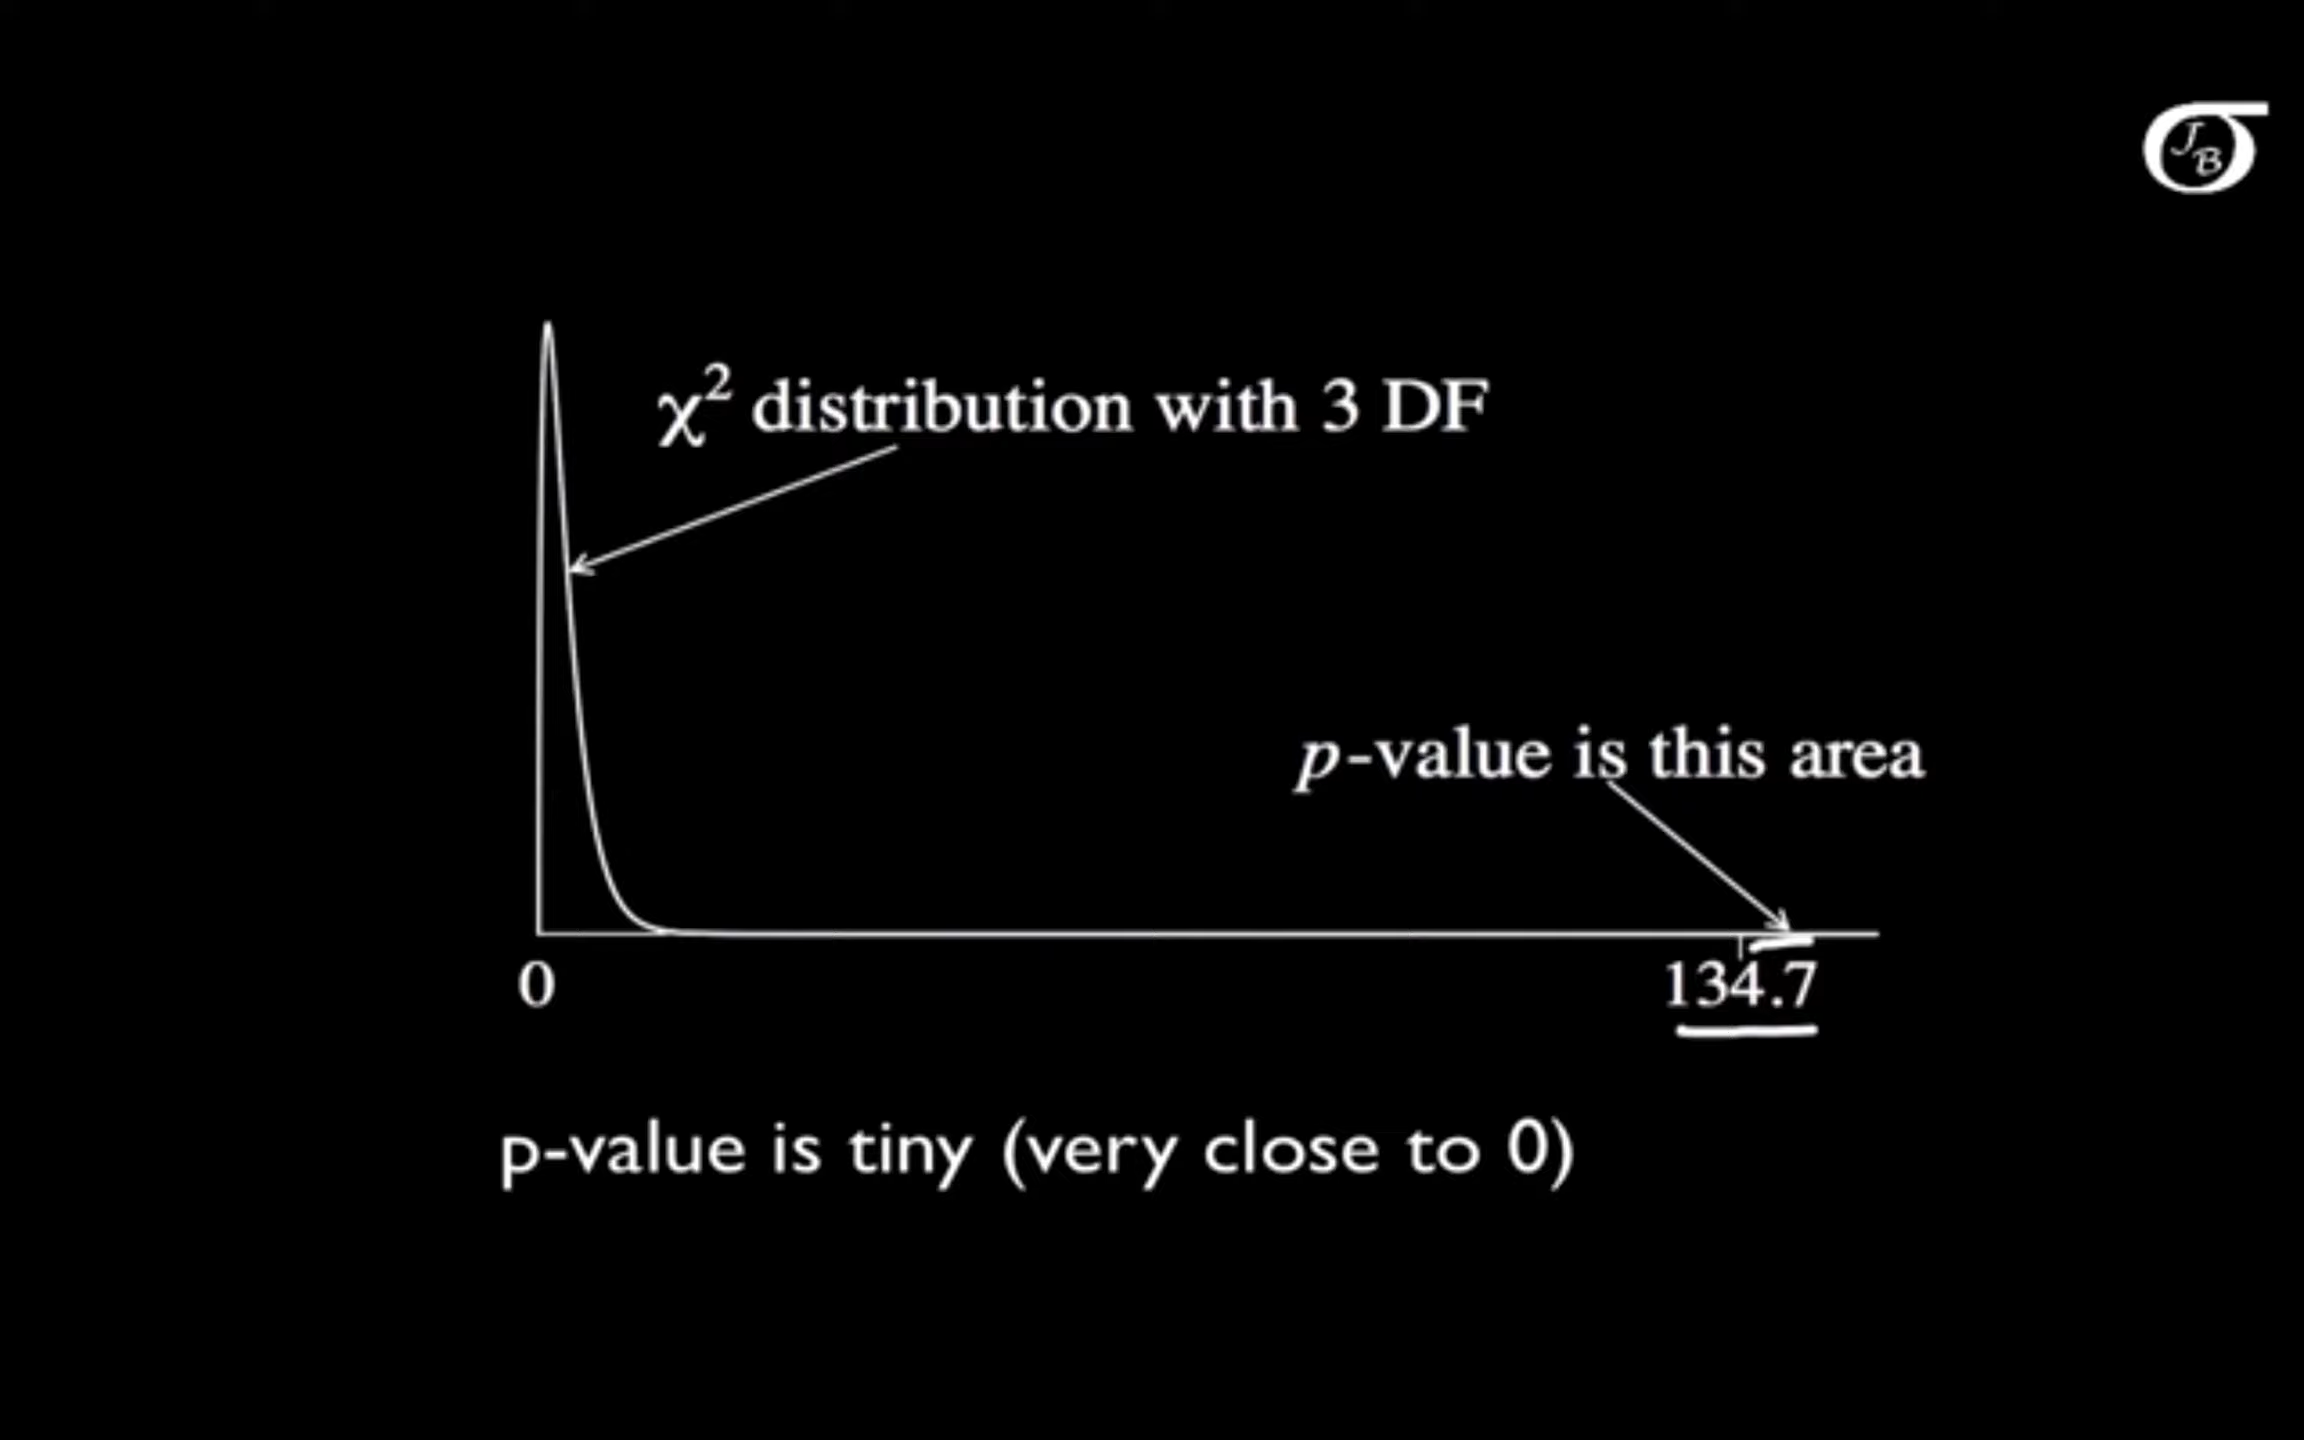 J
B
χ² distribution with 3 DF
p-value is this area
0
134.7
p-value is tiny (very close to 0)